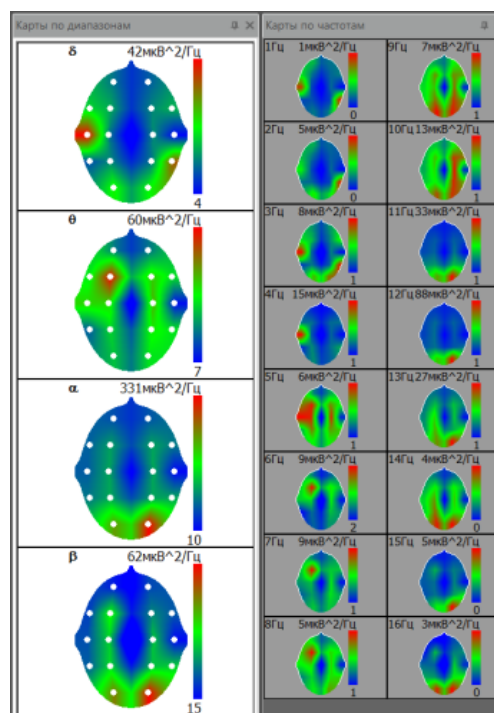 Карты по диапазонам
δ 42мкВ^2/Гц
4
θ 60мкВ^2/Гц
7
α 331мкВ^2/Гц
10
β 62мкВ^2/Гц
15
Карты по частотам
1Гц 1мкВ^2/Гц
0
9Гц 7мкВ^2/Гц
1
2Гц 5мкВ^2/Гц
0
10Гц 13мкВ^2/Гц
1
3Гц 8мкВ^2/Гц
1
11Гц 33мкВ^2/Гц
1
4Гц 15мкВ^2/Гц
1
12Гц 88мкВ^2/Гц
1
5Гц 6мкВ^2/Гц
1
13Гц 27мкВ^2/Гц
1
6Гц 9мкВ^2/Гц
2
14Гц 4мкВ^2/Гц
0
7Гц 9мкВ^2/Гц
1
15Гц 5мкВ^2/Гц
0
8Гц 5мкВ^2/Гц
1
16Гц 3мкВ^2/Гц
0